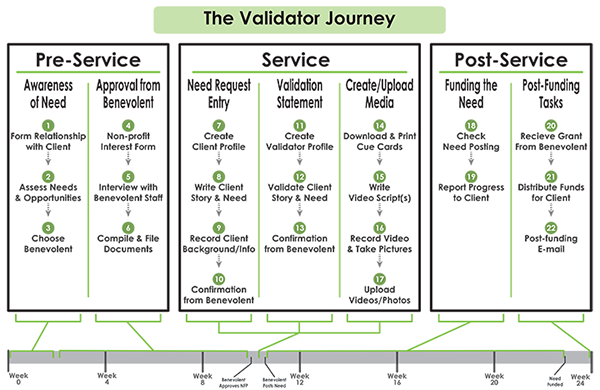 The Validator Journey
Pre-Service
Awareness
of Need
1
Form Relationship
with Client
2
Assess Needs
& Opportunities
3
Choose
Benevolent
Approval from
Benevolent
4
Non-profit
Interest Form
5
Interview with
Benevolent Staff
6
Compile & File
Documents
Service
Need Request
Entry
7
Create
Client Profile
8
Write Client
Story & Need
9
Record Client
Background/Info
10
Confirmation
from Benevolent
Validation
Statement
11
Create
Validator Profile
12
Validate Client
Story & Need
13
Confirmation
from Benevolent
Create/Upload
Media
14
Download & Print
Cue Cards
15
Write
Video Script(s)
16
Record Video
& Take Pictures
17
Upload
Videos/Photos
Post-Service
Funding the
Need
18
Check
Need Posting
19
Report Progress
to Client
Post-Funding
Tasks
20
Recieve Grant
From Benevolent
21
Distribute Funds
for Client
22
Post-funding
E-mail
Week
0
Week
4
Week
8
Benevolent
Approves NFP
Benevolent
Posts Need
Week
12
Week
16
Week
20
Need
Funded
Week
24